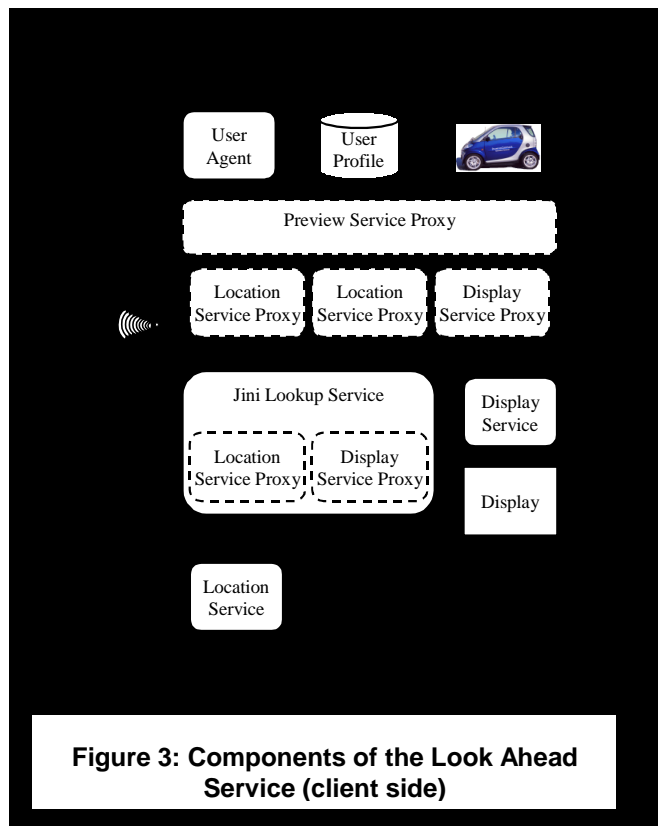 User
Agent
User
Profile
Preview Service Proxy
Location
Service Proxy
Location
Service Proxy
Display
Service Proxy
Jini Lookup Service
Location
Service Proxy
Display
Service Proxy
Display
Service
Display
Location
Service
Figure 3: Components of the Look Ahead
Service (client side)